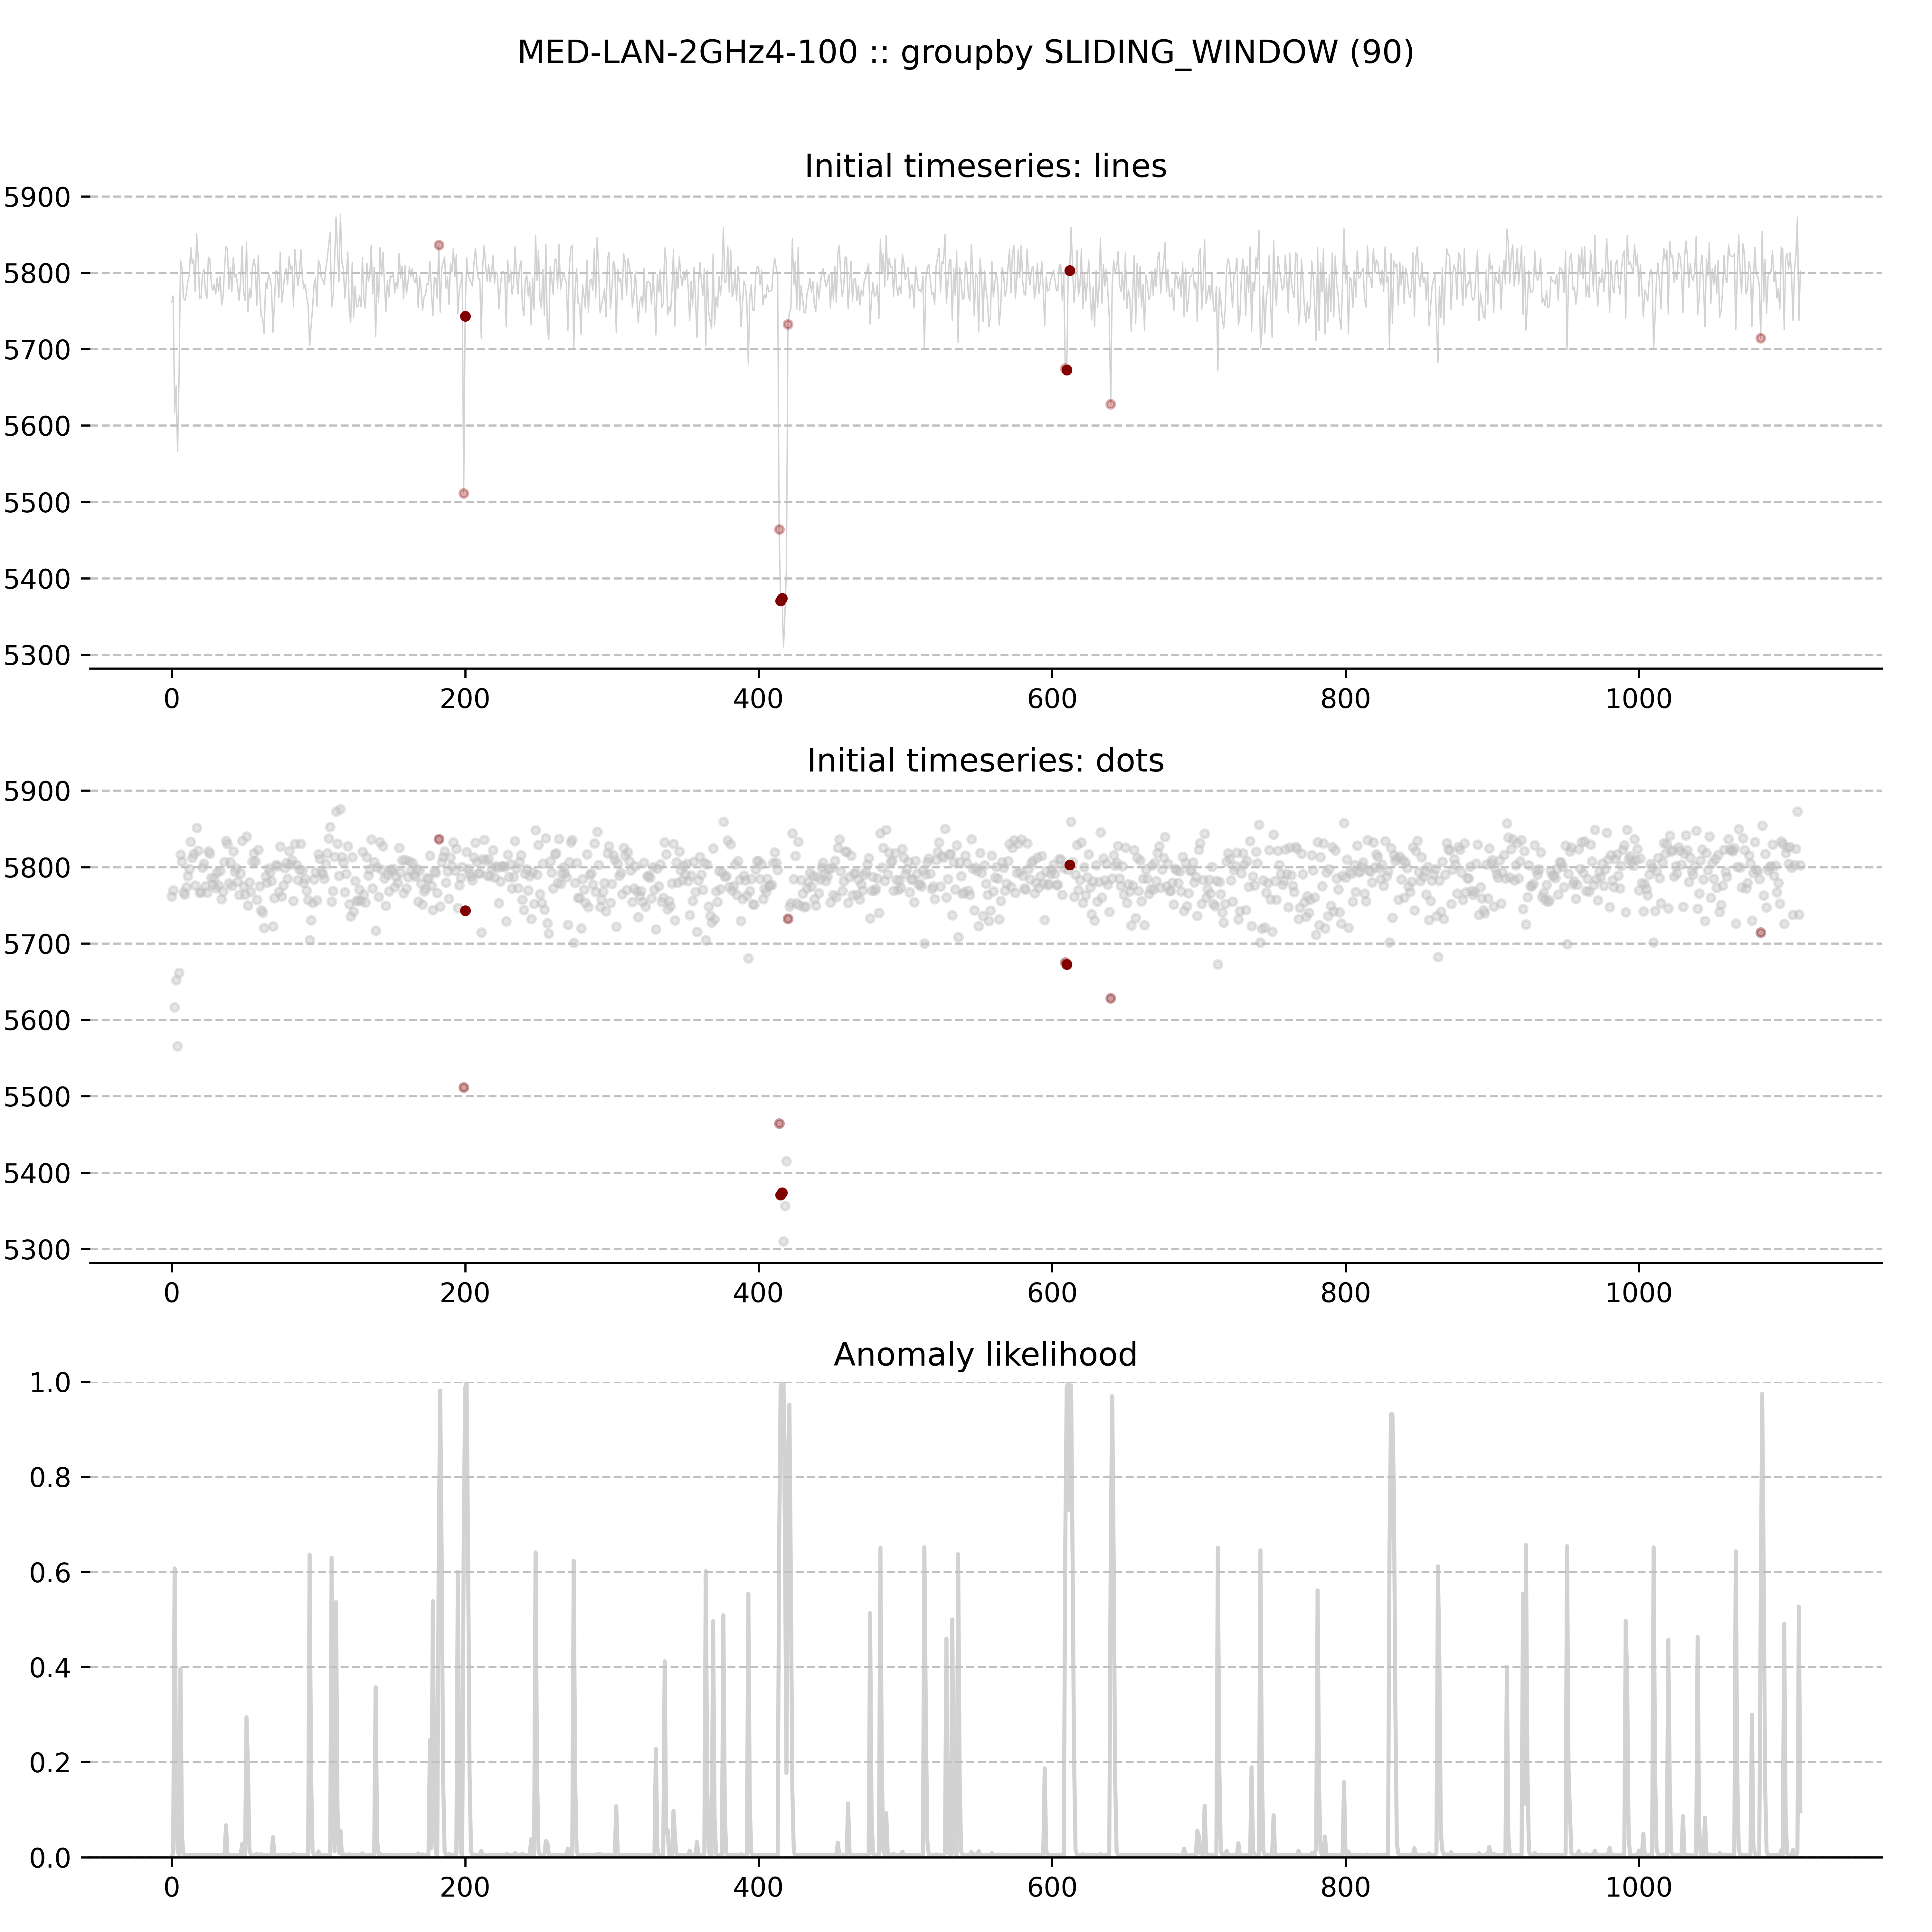 MED-LAN-2GHz4-100 :: groupby SLIDING_WINDOW (90)
Initial timeseries: lines
5900
5800
5700
5600
5500
5400
5300
0 200 400 600 800 1000
Initial timeseries: dots
5900
5800
5700
5600
5500
5400
5300
0 200 400 600 800 1000
Anomaly likelihood
1.0
0.8
0.6
0.4
0.2
0.0
0 200 400 600 800 1000